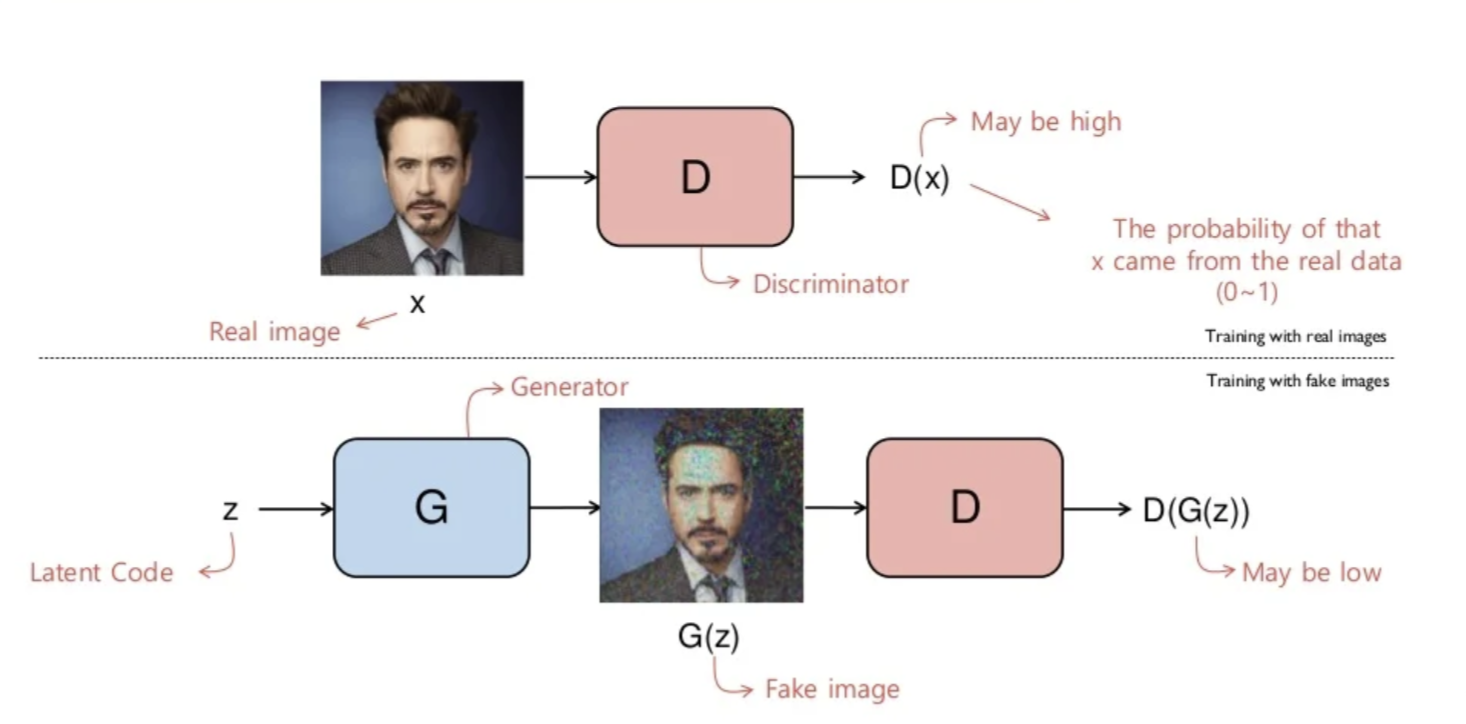 May be high
D
D(x)
The probability of that
x came from the real data
(0~1)
Discriminator
x
Real image
Training with real images
Training with fake images
Generator
z
G
D
D(G(z))
Latent Code
May be low
G(z)
Fake image